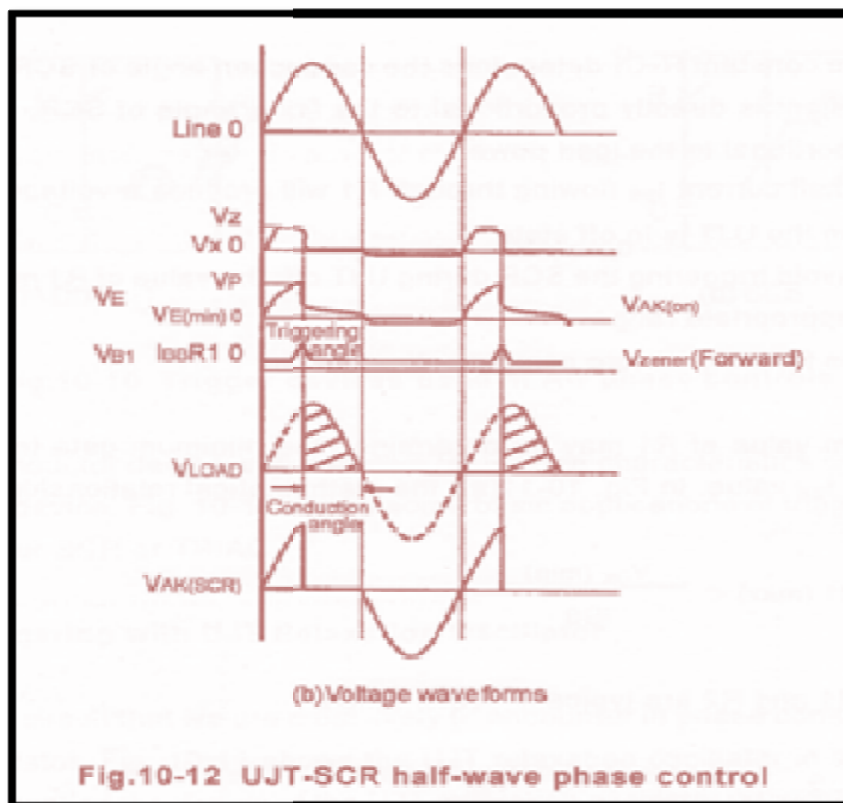 Line 0
Vz
Vx 0
VP
VE
VE(min) 0
VAK(on)
Triggering
angle
VB1 IBBR1 0
Vzener(Forward)
VLOAD
Conduction
angle
VAK(SCR)
(b)Voltage waveforms
Fig.10-12 UJT-SCR half-wave phase control